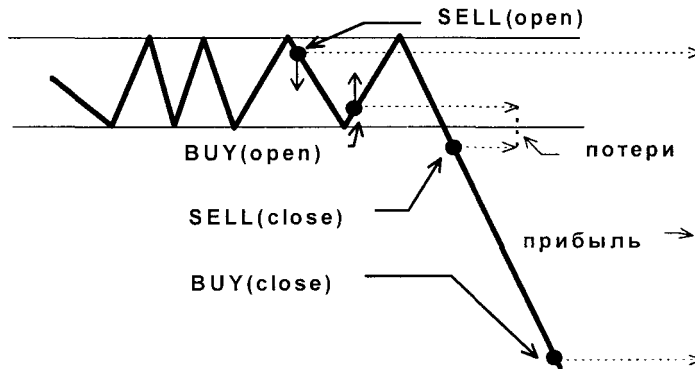 SELL(open)
BUY(open)
потери
SELL(close)
прибыль
BUY(close)